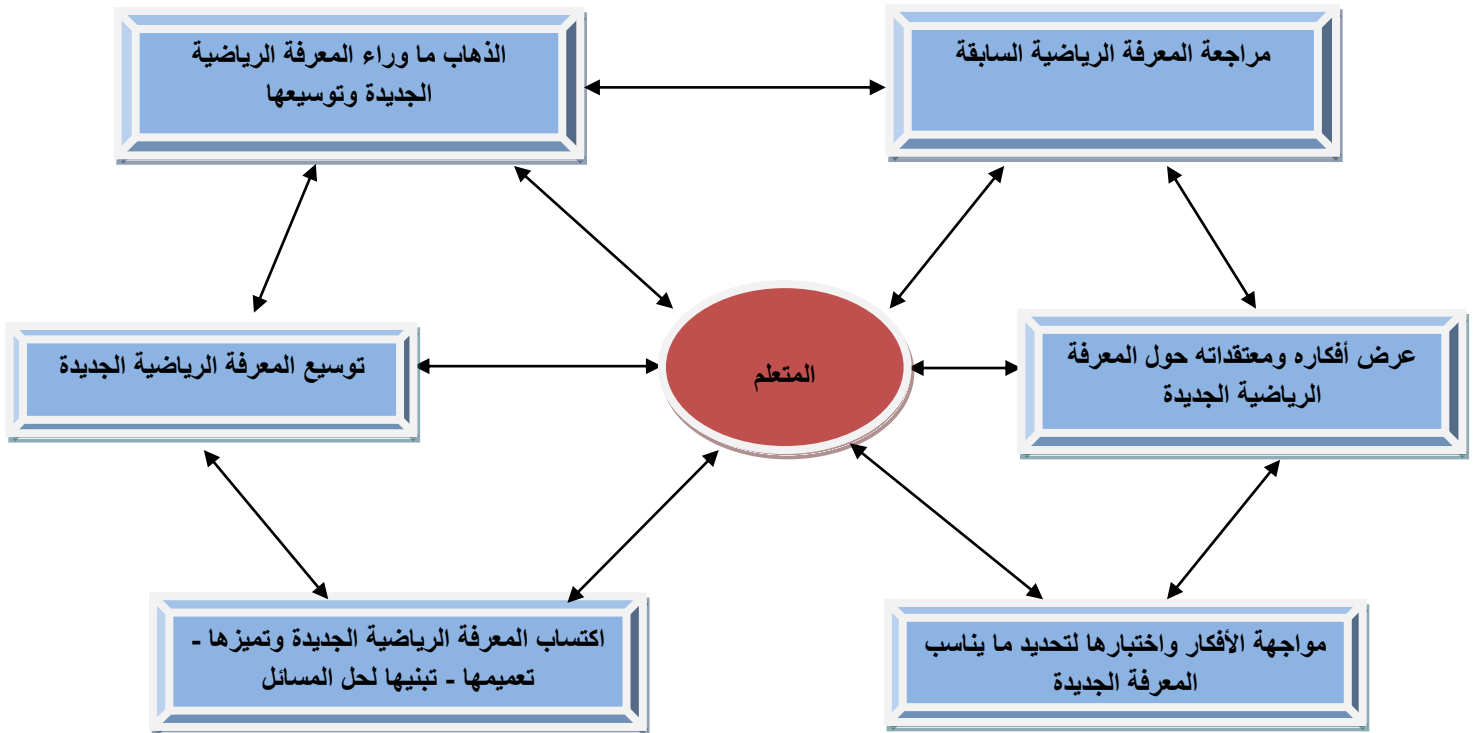 مراجعة المعرفة الرياضية السابقة
الذهاب ما وراء المعرفة الرياضية
الجديدة وتوسيعها
عرض أفكاره ومعتقداته حول المعرفة
الرياضية الجديدة
المتعلم
توسيع المعرفة الرياضية الجديدة
مواجهة الأفكار واختبارها لتحديد ما يناسب
المعرفة الجديدة
اكتساب المعرفة الرياضية الجديدة وتميزها -
تعميمها - تبنيها لحل المسائل